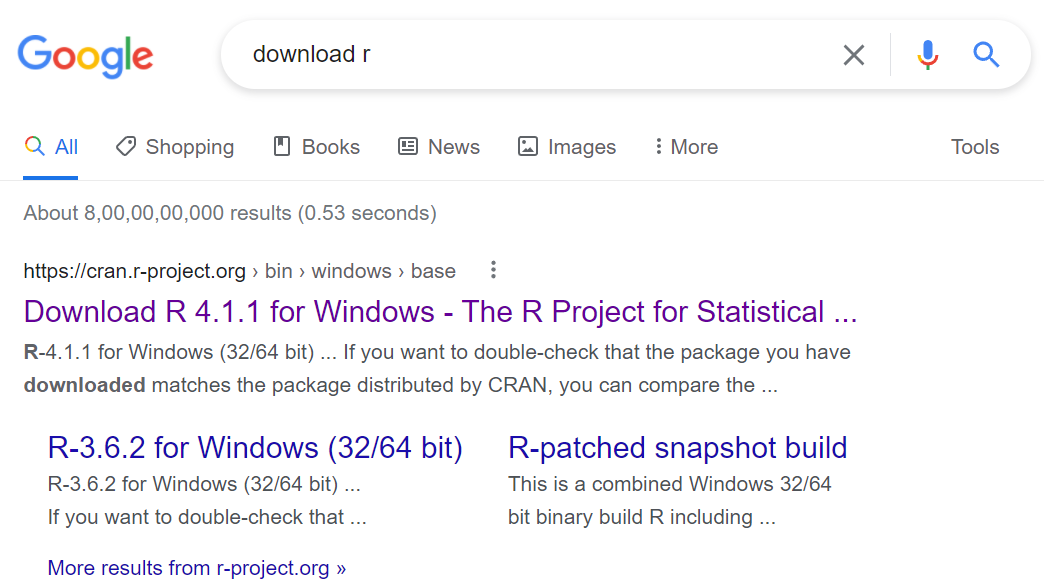 Google
download r
All Shopping Books News Images More Tools
About 8,00,00,00,000 results (0.53 seconds)
https://cran.r-project.org › bin › windows › base
Download R 4.1.1 for Windows - The R Project for Statistical ...
R-4.1.1 for Windows (32/64 bit) ... If you want to double-check that the package you have
downloaded matches the package distributed by CRAN, you can compare the ...
R-3.6.2 for Windows (32/64 bit)
R-3.6.2 for Windows (32/64 bit) ...
If you want to double-check that ...
R-patched snapshot build
This is a combined Windows 32/64
bit binary build R including ...
More results from r-project.org »